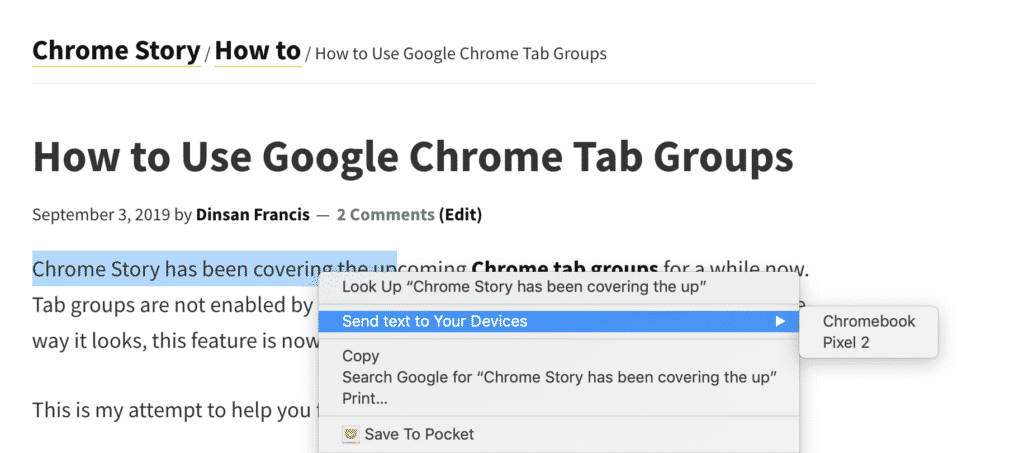 Chrome Story / How to / How to Use Google Chrome Tab Groups
How to Use Google Chrome Tab Groups
September 3, 2019 by Dinsan Francis — 2 Comments (Edit)
Chrome Story has been covering the upcoming Chrome tab groups for a while now.
Tab groups are not enabled by
way it looks, this feature is now
This is my attempt to help you
Look Up “Chrome Story has been covering the up”
Send text to Your Devices
Copy
Search Google for “Chrome Story has been covering the up”
Print...
Save To Pocket
Chromebook
Pixel 2